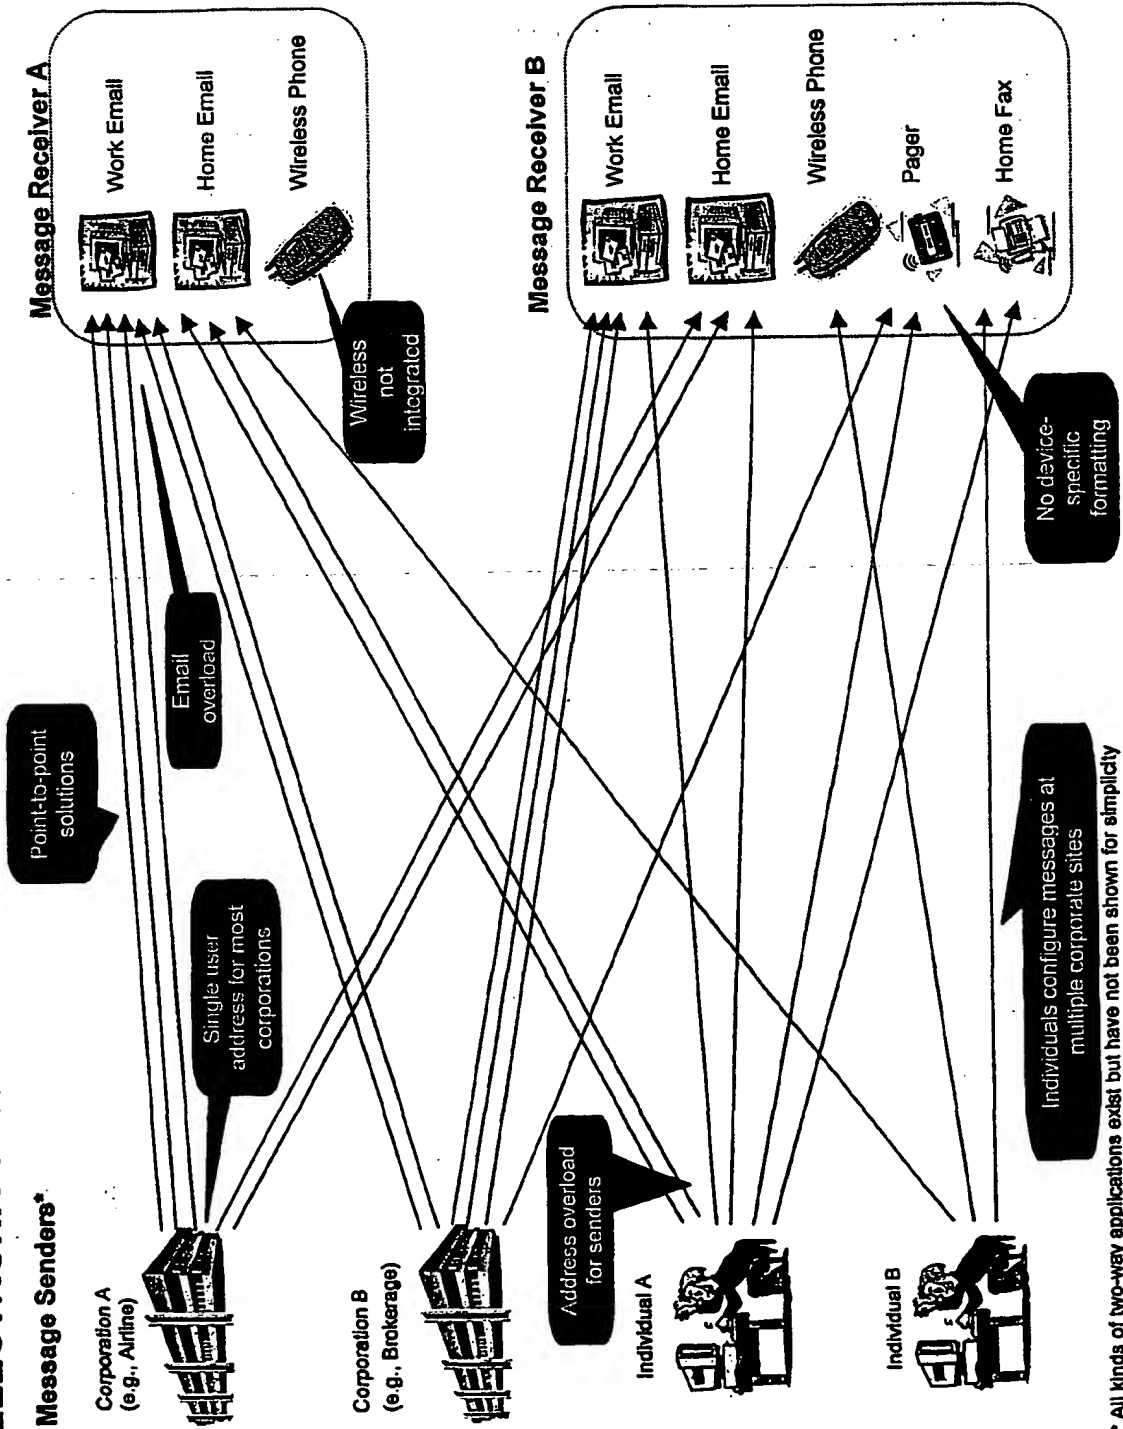 Message Senders*
Corporation A
(e.g., Airline)
Corporation B
(e.g., Brokerage)
Individual A
Individual B
Point-to-point
solutions
Single user
address for most
corporations
Email
overload
Address overload
for senders
Individuals configure messages at
multiple corporate sites
Wireless
not
integrated
No device-
specific
formatting
Message Receiver A
Work Email
Home Email
Wireless Phone
Message Receiver B
Work Email
Home Email
Wireless Phone
Pager
Home Fax
* All kinds of two-way applications exist but have not been shown for simplicity